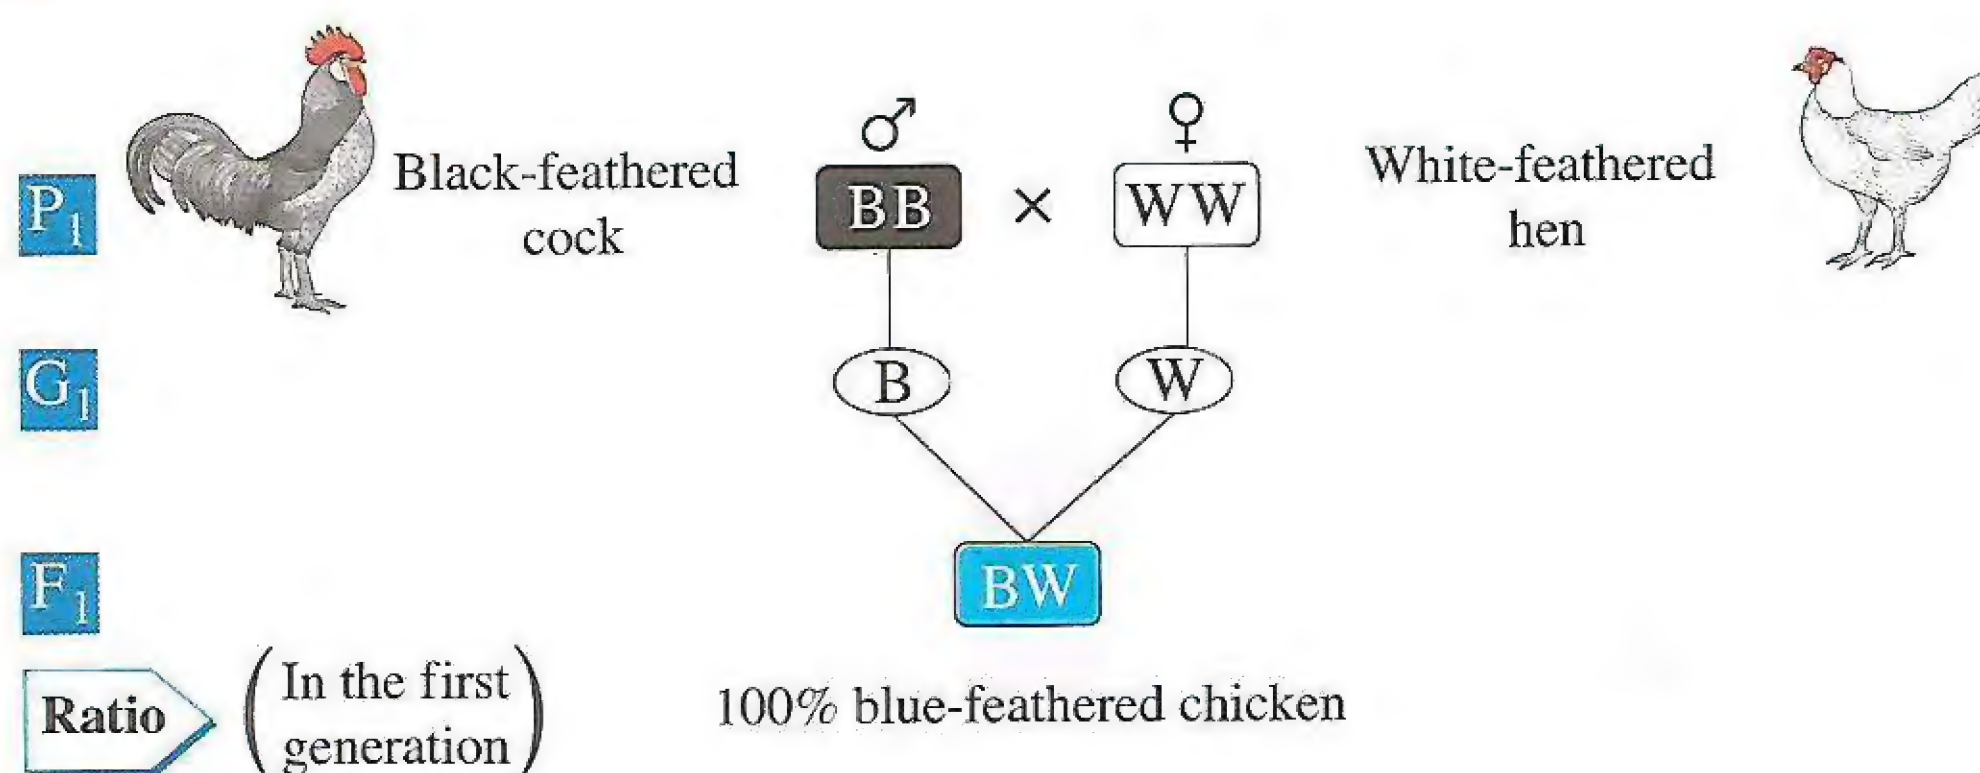 P1
Black-feathered
cock
♂
BB
×
♀
WW
White-feathered
hen
G1
B
W
F1
BW
Ratio
(In the first
generation)
100% blue-feathered chicken